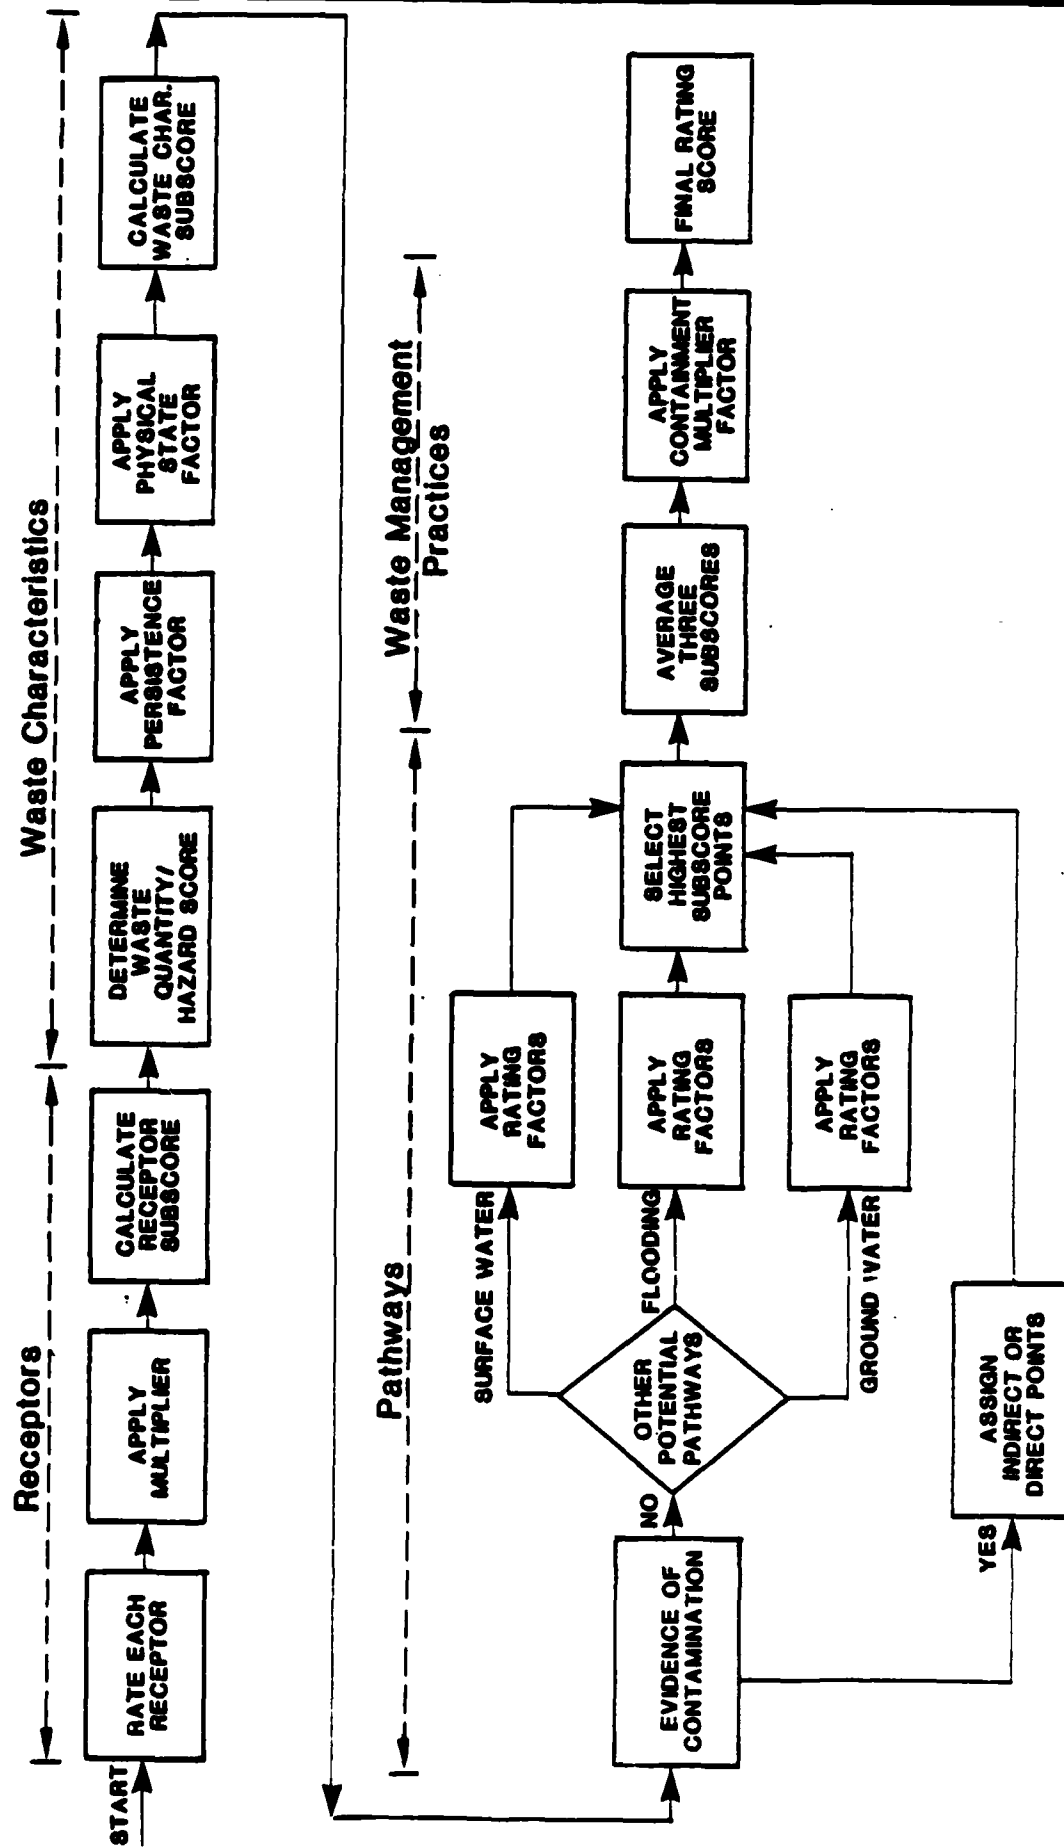 Receptors
Waste Characteristics
START
RATE EACH
RECEPTOR
APPLY
MULTIPLIER
CALCULATE
RECEPTOR
SUBSCORE
DETERMINE
WASTE
QUANTITY/
HAZARD SCORE
APPLY
PERSISTENCE
FACTOR
APPLY
PHYSICAL
STATE
FACTOR
CALCULATE
WASTE CHAR.
SUBSCORE
Pathways
Waste Management
Practices
EVIDENCE OF
CONTAMINATION
NO
YES
OTHER
POTENTIAL
PATHWAYS
SURFACE WATER
FLOODING
GROUND WATER
APPLY
RATING
FACTORS
APPLY
RATING
FACTORS
APPLY
RATING
FACTORS
ASSIGN
INDIRECT OR
DIRECT POINTS
SELECT
HIGHEST
SUBSCORE
POINTS
AVERAGE
THREE
SUBSCORES
APPLY
CONTAINMENT
MULTIPLIER
FACTOR
FINAL RATING
SCORE